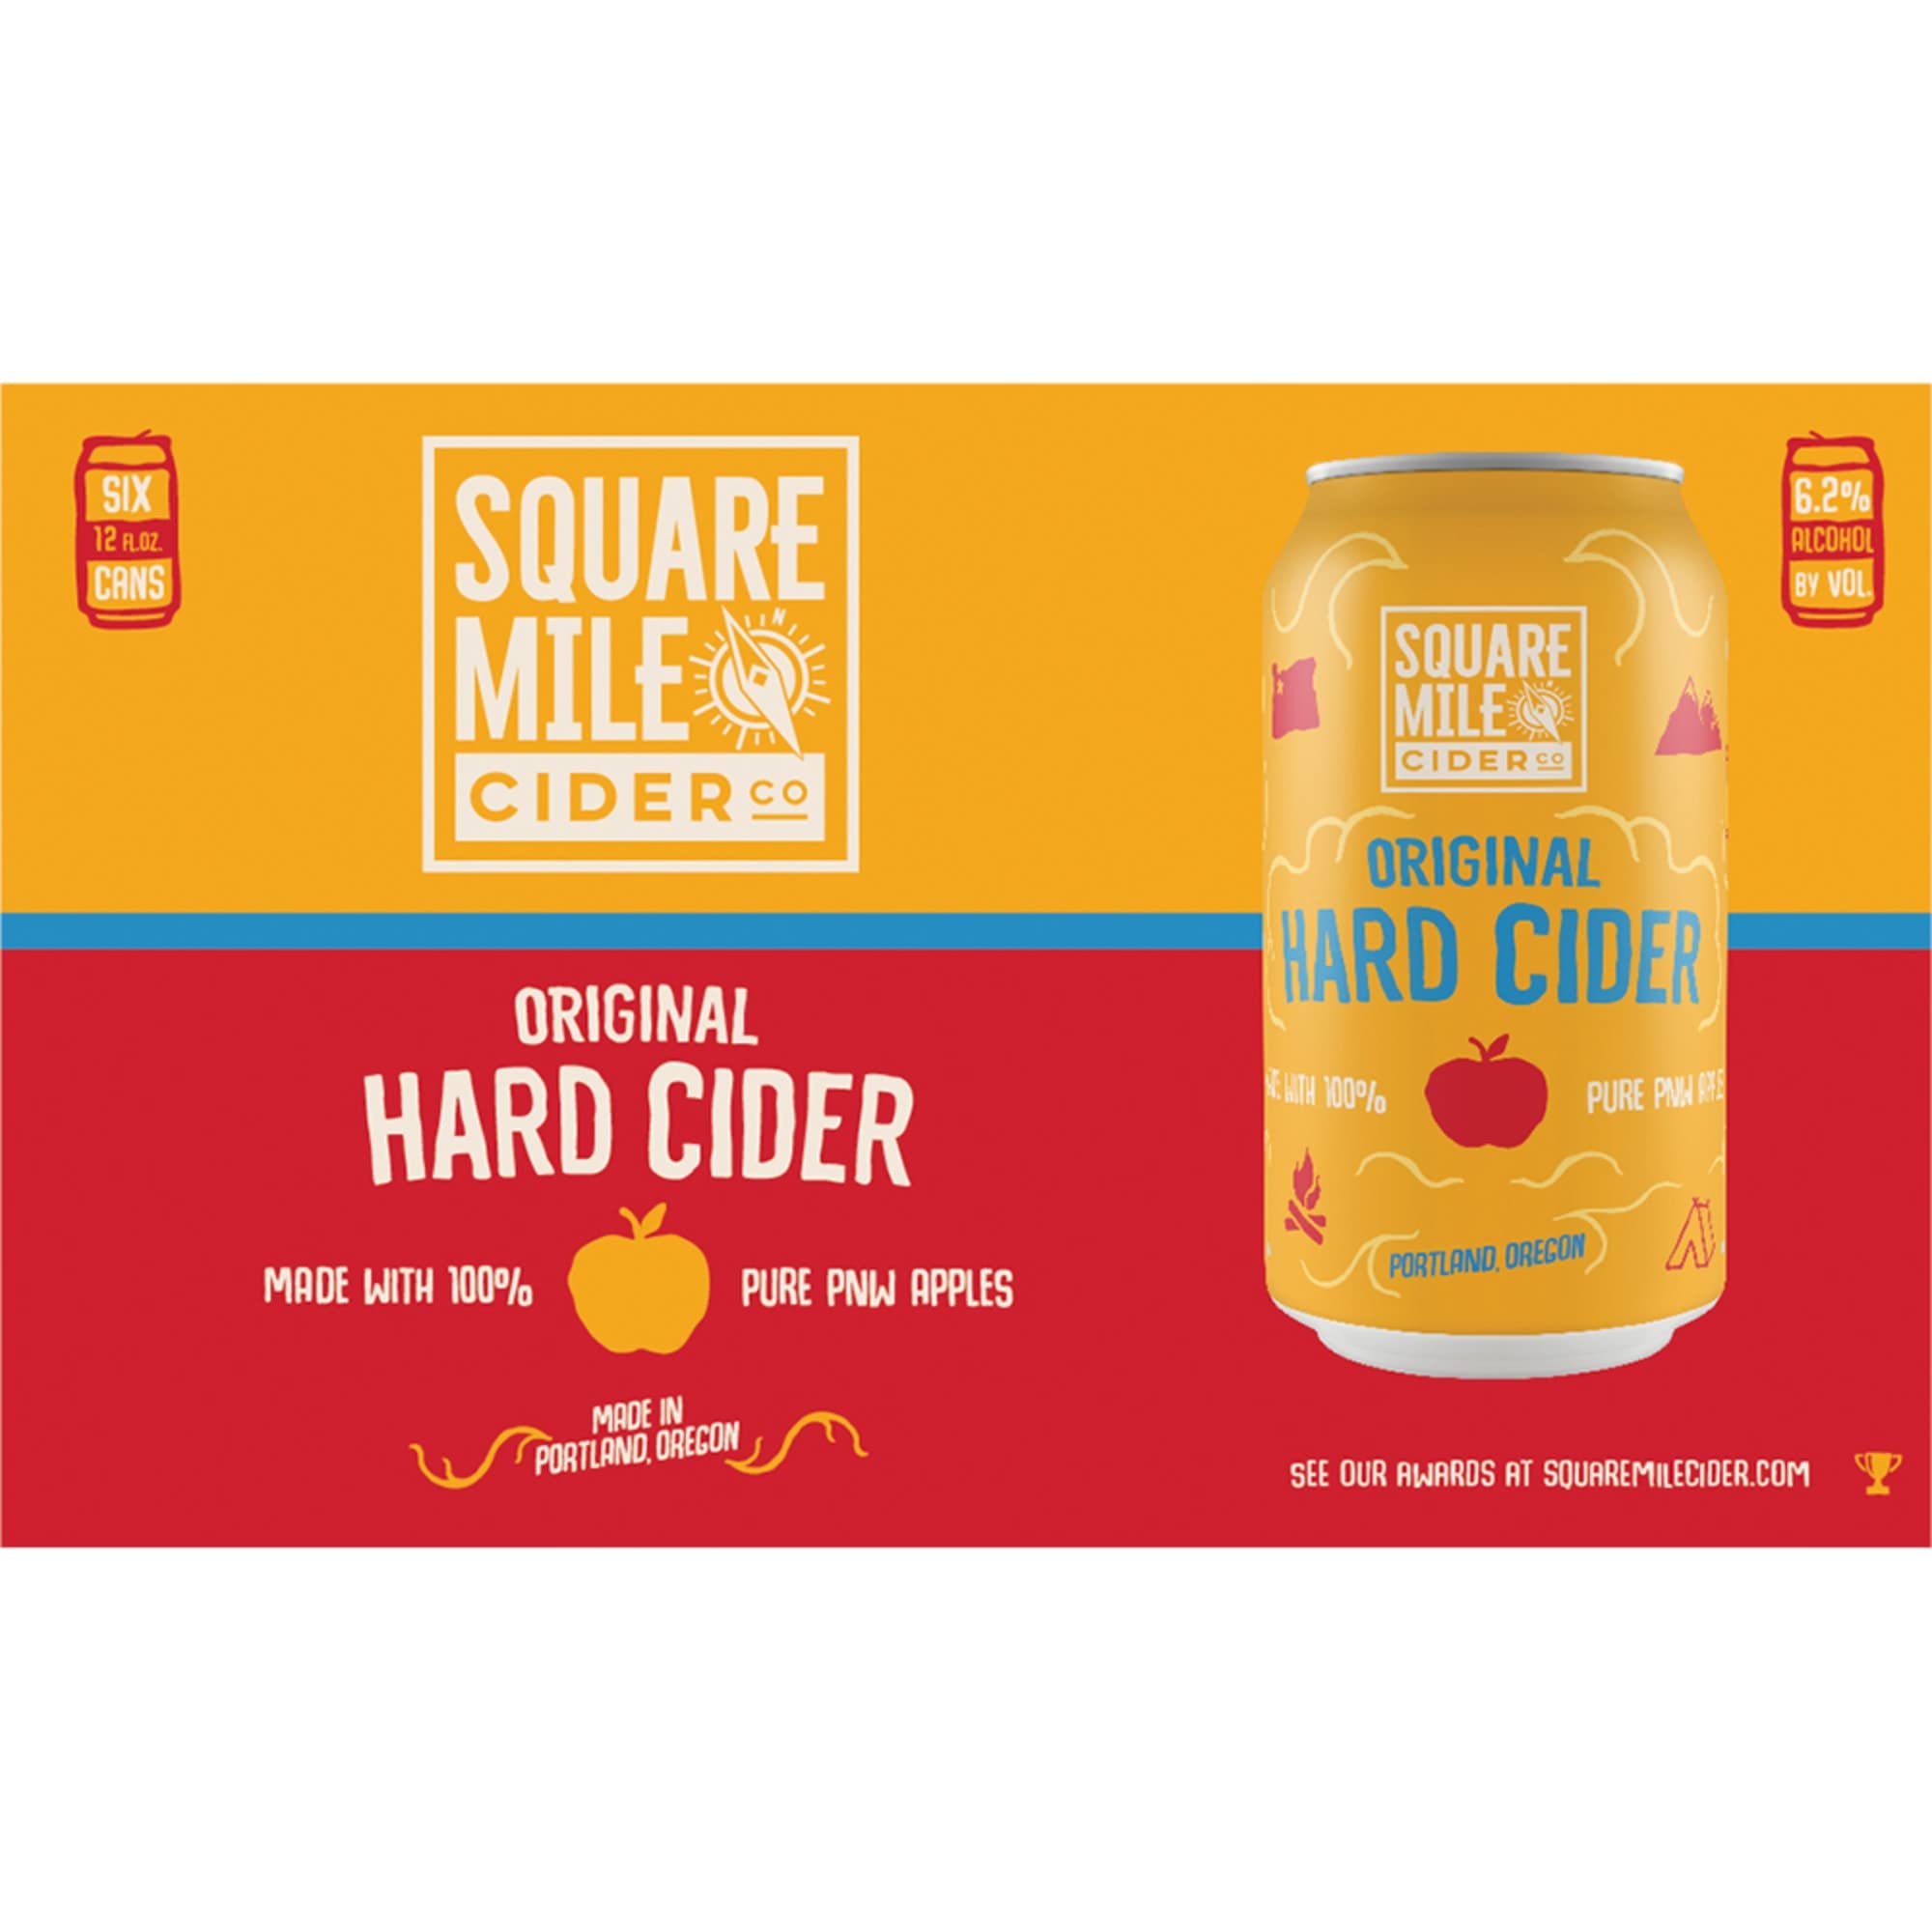 SIX
12 FL.OZ.
CANS
SQUARE
MILE
N
CIDER CO
ORIGINAL
HARD CIDER
MADE WITH 100%
PURE PNW APPLES
MADE IN
PORTLAND, OREGON
SQUARE
MILE
CIDER CO
ORIGINAL
HARD CIDER
WITH 100%
PURE PNW
PORTLAND, OREGON
6.2%
ALCOHOL
BY VOL.
SEE OUR AWARDS AT SQUAREMILECIDER.COM